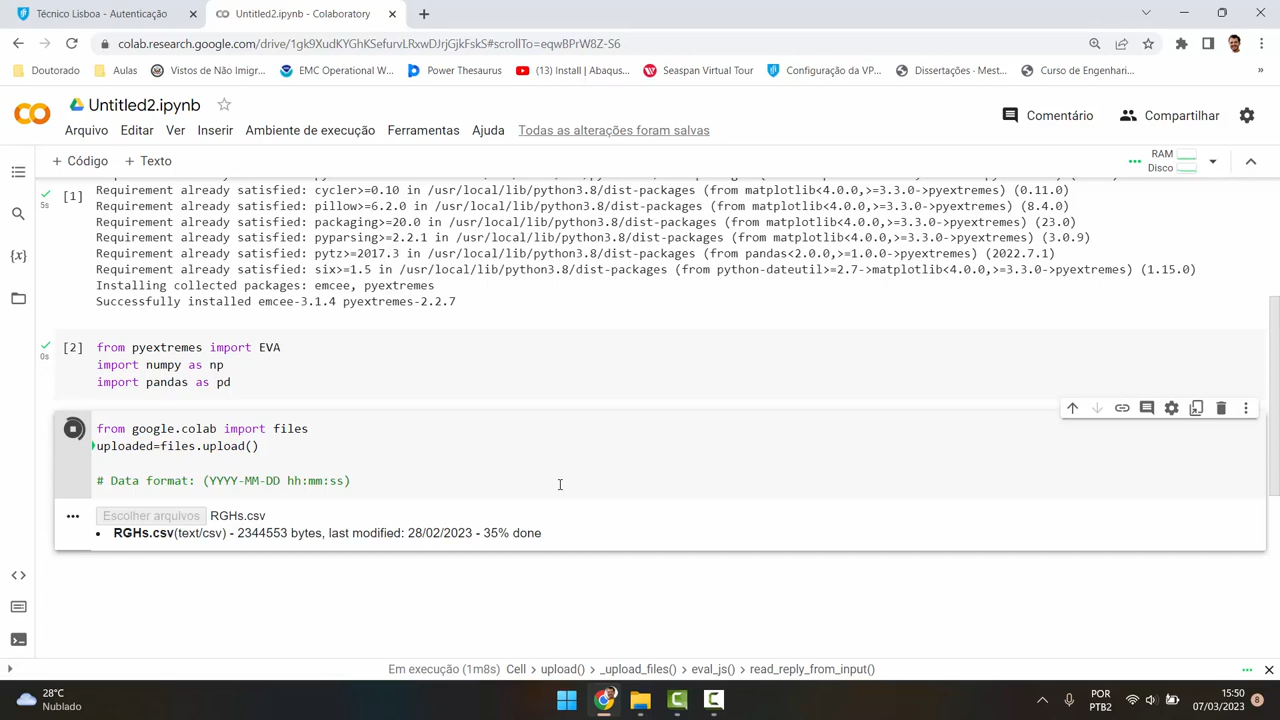 Técnico Lisboa - Autenticação
Untitled2.ipynb - Colaboratory
colab.research.google.com/drive/1gk9XudKYGhKSefurvLRxwDJrjGjkFskS#scrollTo=eqwBPrW8Z-S6
Doutorado
Aulas
Vistos de Não Imigr...
EMC Operational W...
Power Thesaurus
(13) Install | Abaqus...
Seaspan Virtual Tour
Configuração da VP...
Dissertações · Mest...
Curso de Engenhari...
»
Untitled2.ipynb
Arquivo Editar Ver Inserir Ambiente de execução Ferramentas Ajuda Todas as alterações foram salvas
Comentário
Compartilhar
+ Código + Texto
RAM
Disco
[1]
5s
Requirement already satisfied: cycler>=0.10 in /usr/local/lib/python3.8/dist-packages (from matplotlib<4.0.0,>=3.3.0->pyextremes) (0.11.0)
Requirement already satisfied: pillow>=6.2.0 in /usr/local/lib/python3.8/dist-packages (from matplotlib<4.0.0,>=3.3.0->pyextremes) (8.4.0)
Requirement already satisfied: packaging>=20.0 in /usr/local/lib/python3.8/dist-packages (from matplotlib<4.0.0,>=3.3.0->pyextremes) (23.0)
Requirement already satisfied: pyparsing>=2.2.1 in /usr/local/lib/python3.8/dist-packages (from matplotlib<4.0.0,>=3.3.0->pyextremes) (3.0.9)
Requirement already satisfied: pytz>=2017.3 in /usr/local/lib/python3.8/dist-packages (from pandas<2.0.0,>=1.0.0->pyextremes) (2022.7.1)
Requirement already satisfied: six>=1.5 in /usr/local/lib/python3.8/dist-packages (from python-dateutil>=2.7->matplotlib<4.0.0,>=3.3.0->pyextremes) (1.15.0)
Installing collected packages: emcee, pyextremes
Successfully installed emcee-3.1.4 pyextremes-2.2.7
[2]
0s
from pyextremes import EVA
import numpy as np
import pandas as pd
from google.colab import files
uploaded=files.upload()
# Data format: (YYYY-MM-DD hh:mm:ss)
Escolher arquivos RGHs.csv
• RGHs.csv(text/csv) - 2344553 bytes, last modified: 28/02/2023 - 35% done
Em execução (1m8s) Cell > upload() > _upload_files() > eval_js() > read_reply_from_input()
28°C
Nublado
POR
PTB2
15:50
07/03/2023
8